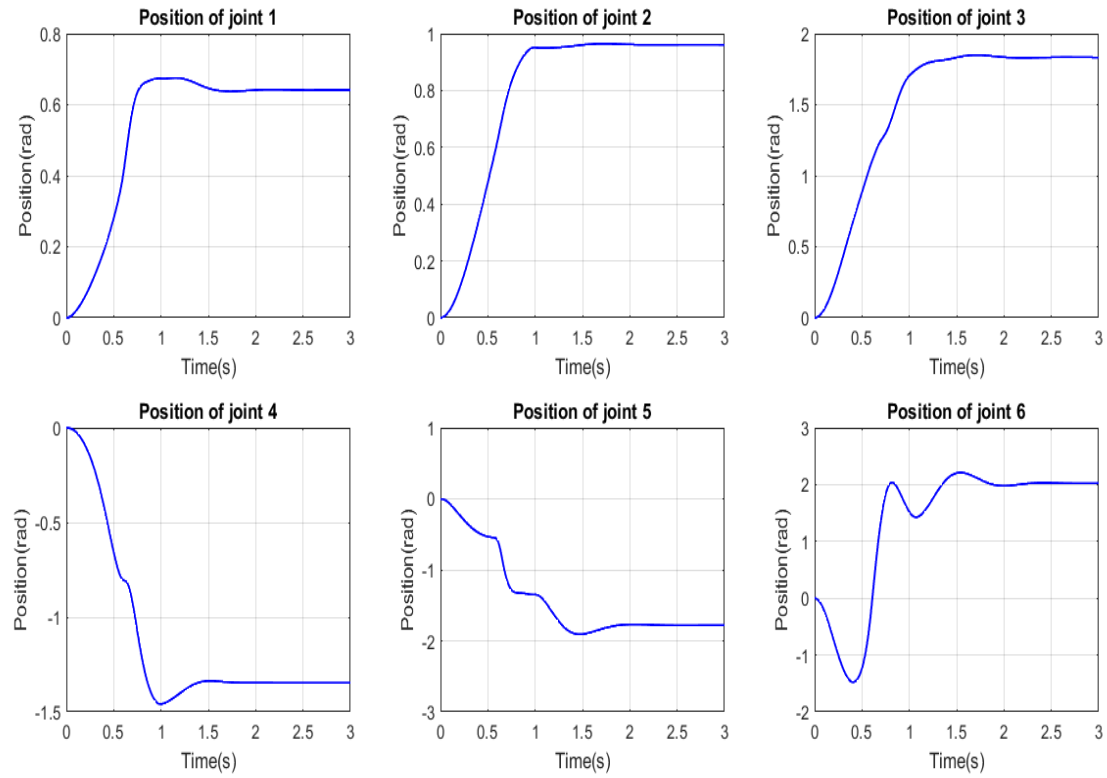 Position of joint 1
Position(rad)
0.8
0.6
0.4
0.2
0
0 0.5 1 1.5 2 2.5 3
Time(s)
Position of joint 2
Position(rad)
1
0.8
0.6
0.4
0.2
0
0 0.5 1 1.5 2 2.5 3
Time(s)
Position of joint 3
Position(rad)
2
1.5
1
0.5
0
0 0.5 1 1.5 2 2.5 3
Time(s)
Position of joint 4
Position(rad)
0
-0.5
-1
-1.5
0 0.5 1 1.5 2 2.5 3
Time(s)
Position of joint 5
Position(rad)
1
0
-1
-2
-3
0 0.5 1 1.5 2 2.5 3
Time(s)
Position of joint 6
Position(rad)
3
2
1
0
-1
-2
0 0.5 1 1.5 2 2.5 3
Time(s)